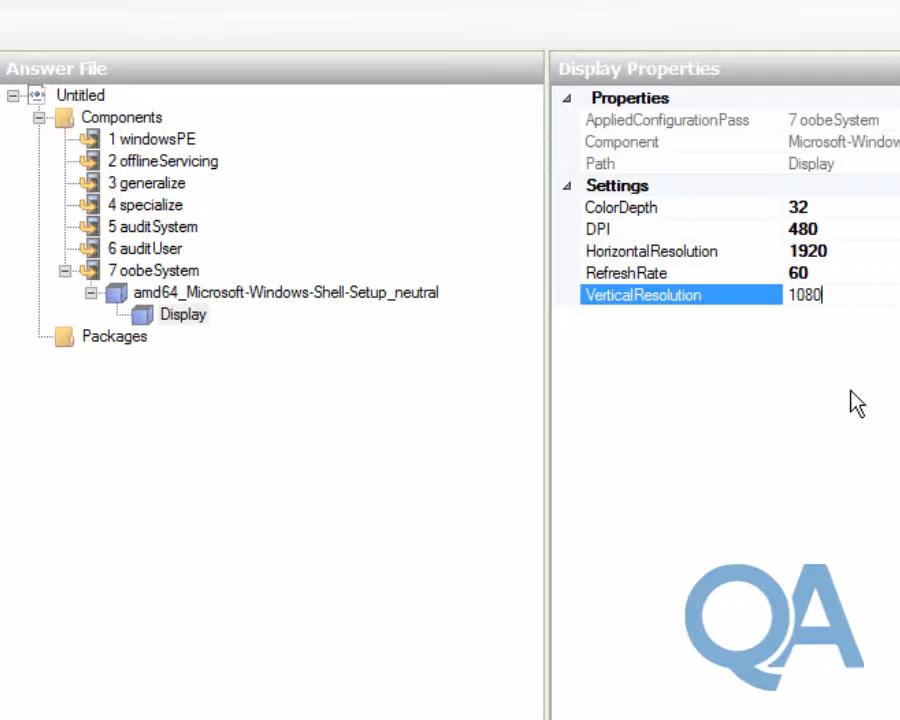 Answer File
Untitled
Components
1 windowsPE
2 offlineServicing
3 generalize
4 specialize
5 auditSystem
6 auditUser
7 oobeSystem
amd64_Microsoft-Windows-Shell-Setup_neutral
Display
Packages
Display Properties
Properties
AppliedConfigurationPass 7 oobeSystem
Component Microsoft-Window
Path Display
Settings
ColorDepth 32
DPI 480
HorizontalResolution 1920
RefreshRate 60
VerticalResolution 1080
QA